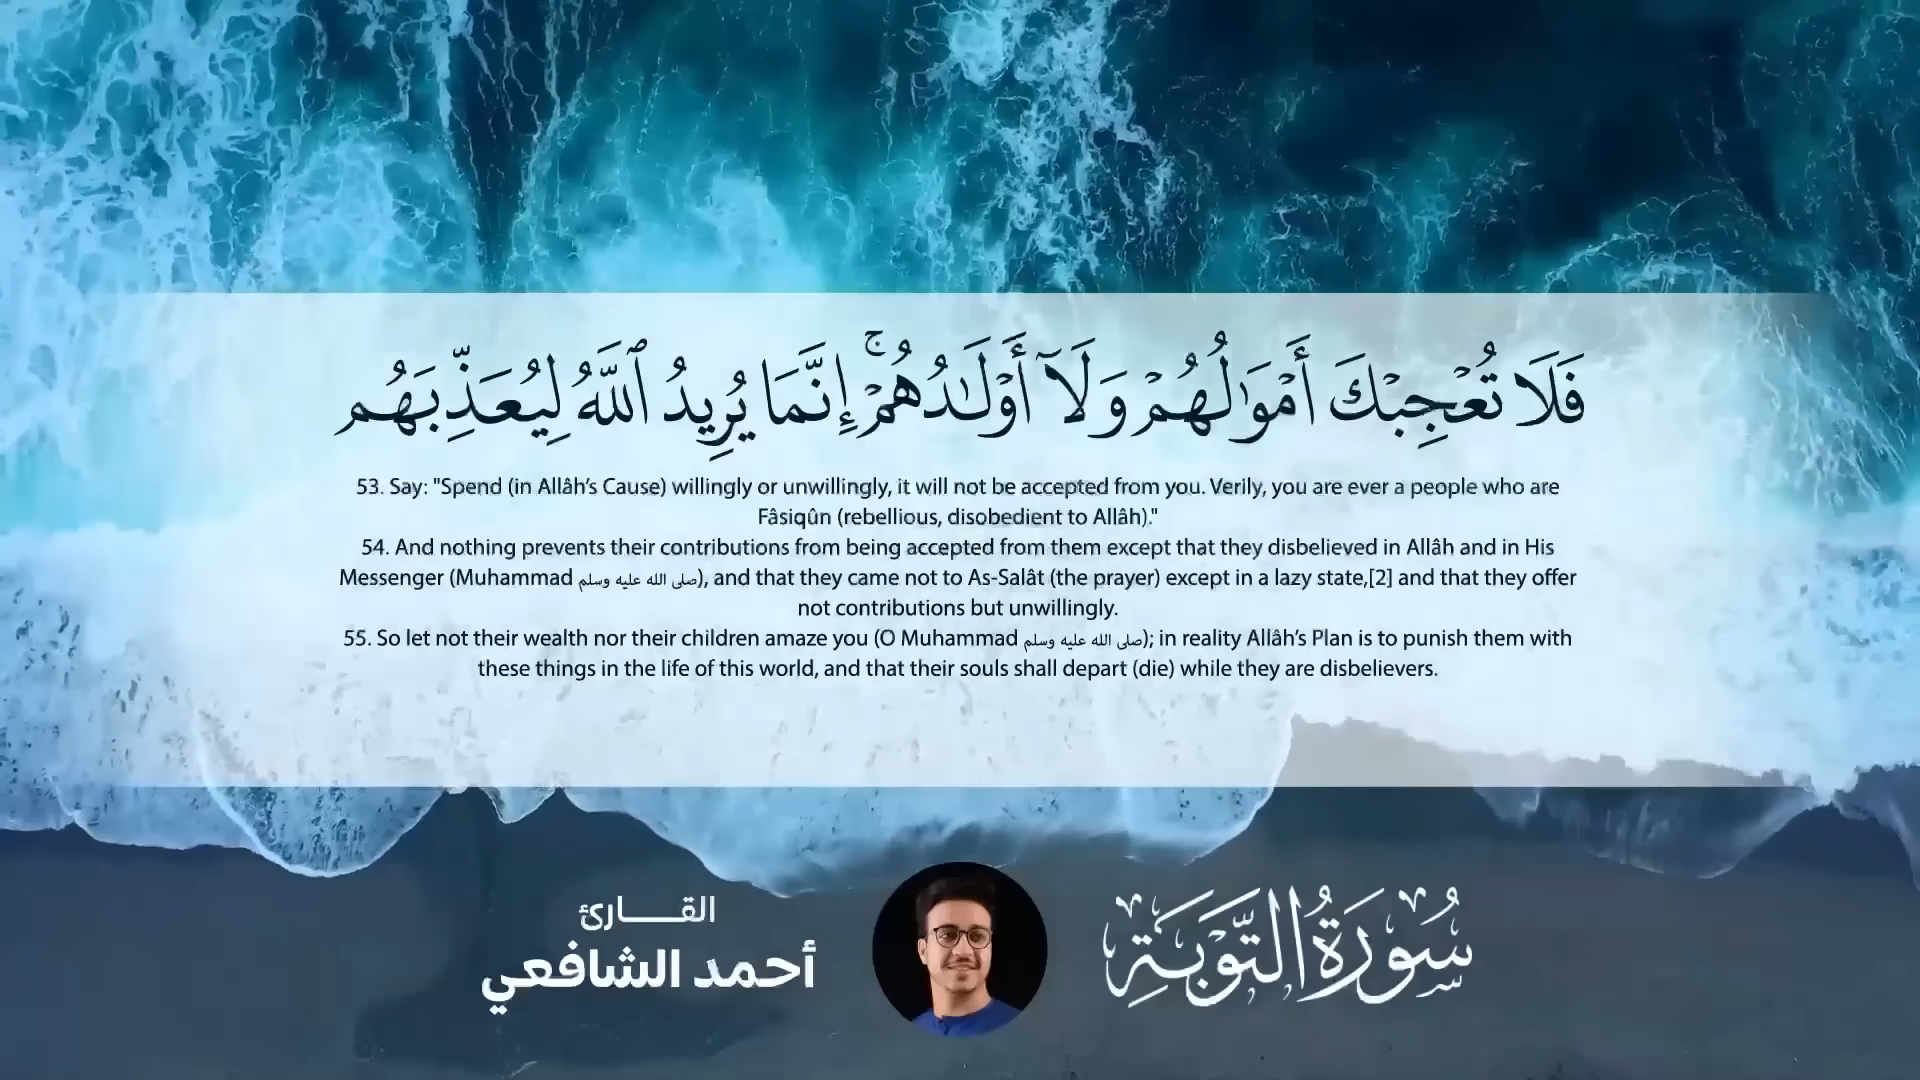 فَلَا تُعْجِبْكَ أَمْوَٰلُهُمْ وَلَآ أَوْلَٰدُهُمْ ۚ إِنَّمَا يُرِيدُ ٱللَّهُ لِيُعَذِّبَهُم
53. Say: "Spend (in Allâh’s Cause) willingly or unwillingly, it will not be accepted from you. Verily, you are ever a people who are
Fâsiqûn (rebellious, disobedient to Allâh)."
54. And nothing prevents their contributions from being accepted from them except that they disbelieved in Allâh and in His
Messenger (Muhammad صلى الله عليه وسلم), and that they came not to As-Salât (the prayer) except in a lazy state,[2] and that they offer
not contributions but unwillingly.
55. So let not their wealth nor their children amaze you (O Muhammad صلى الله عليه وسلم); in reality Allâh’s Plan is to punish them with
these things in the life of this world, and that their souls shall depart (die) while they are disbelievers.
سُورَةُ التَّوْبَةِ
القـــارئ
أحمد الشافعي